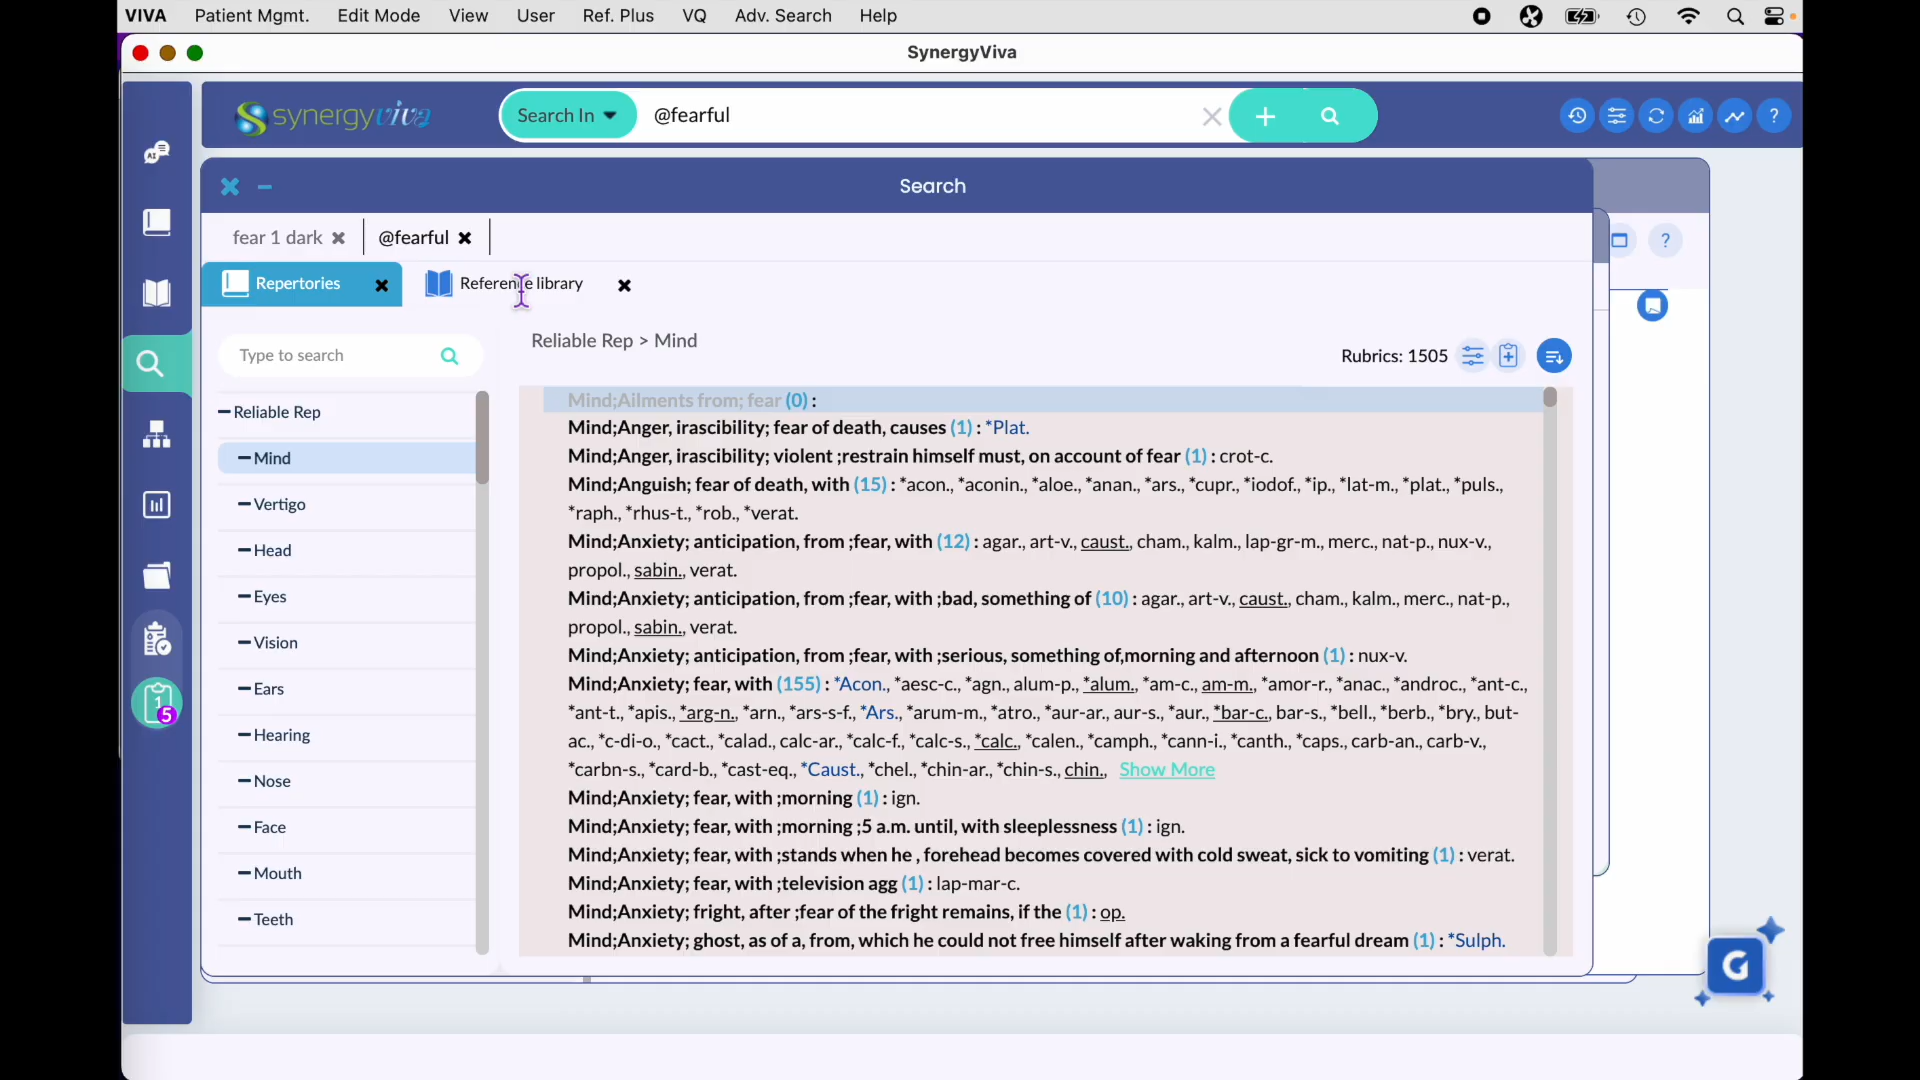 VIVA Patient Mgmt. Edit Mode View User Ref. Plus VQ Adv. Search Help
SynergyViva
synergyviva Search In @fearful ?
AI
Search
fear 1 dark @fearful
?
Repertories Reference library
Reliable Rep > Mind
Type to search
Rubrics: 1505
Reliable Rep
Mind
Vertigo
Head
Eyes
Vision
Ears
Hearing
Nose
Face
Mouth
Teeth
1
5
Mind;Ailments from; fear (0) :
Mind;Anger, irascibility; fear of death, causes (1) : *Plat.
Mind;Anger, irascibility; violent ;restrain himself must, on account of fear (1) : crot-c.
Mind;Anguish; fear of death, with (15) : *acon., *aconin., *aloe., *anan., *ars., *cupr., *iodof., *ip., *lat-m., *plat., *puls.,
*raph., *rhus-t., *rob., *verat.
Mind;Anxiety; anticipation, from ;fear, with (12) : agar., art-v., caust., cham., kalm., lap-gr-m., merc., nat-p., nux-v.,
propol., sabin., verat.
Mind;Anxiety; anticipation, from ;fear, with ;bad, something of (10) : agar., art-v., caust., cham., kalm., merc., nat-p.,
propol., sabin., verat.
Mind;Anxiety; anticipation, from ;fear, with ;serious, something of,morning and afternoon (1) : nux-v.
Mind;Anxiety; fear, with (155) : *Acon., *aesc-c., *agn., alum-p., *alum., *am-c., am-m., *amor-r., *anac., *androc., *ant-c.,
*ant-t., *apis., *arg-n., *arn., *ars-s-f., *Ars., *arum-m., *atro., *aur-ar., aur-s., *aur., *bar-c., bar-s., *bell., *berb., *bry., but-
ac., *c-di-o., *cact., *calad., calc-ar., *calc-f., *calc-s., *calc., *calen., *camph., *cann-i., *canth., *caps., carb-an., carb-v.,
*carbn-s., *card-b., *cast-eq., *Caust., *chel., *chin-ar., *chin-s., chin., Show More
Mind;Anxiety; fear, with ;morning (1) : ign.
Mind;Anxiety; fear, with ;morning ;5 a.m. until, with sleeplessness (1) : ign.
Mind;Anxiety; fear, with ;stands when he , forehead becomes covered with cold sweat, sick to vomiting (1) : verat.
Mind;Anxiety; fear, with ;television agg (1) : lap-mar-c.
Mind;Anxiety; fright, after ;fear of the fright remains, if the (1) : op.
Mind;Anxiety; ghost, as of a, from, which he could not free himself after waking from a fearful dream (1) : *Sulph.
G